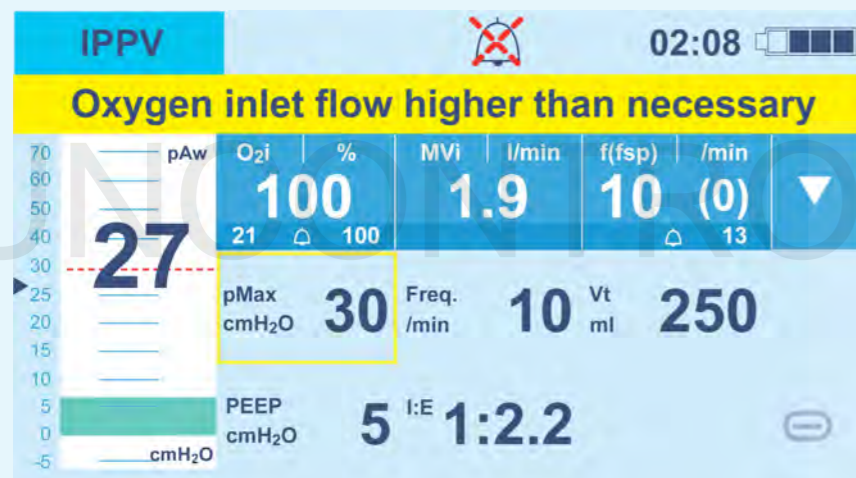 IPPV 02:08
Oxygen inlet flow higher than necessary
pAw
O₂i % MVi l/min f(fsp) /min
100 1.9 10 (0)
21 100 13
70
60
50
40
30
25
20
15
10
5
0
-5
27
cmH₂O
pMax cmH₂O 30 Freq. /min 10 Vt ml 250
PEEP cmH₂O 5 I:E 1:2.2
UNCONTRO